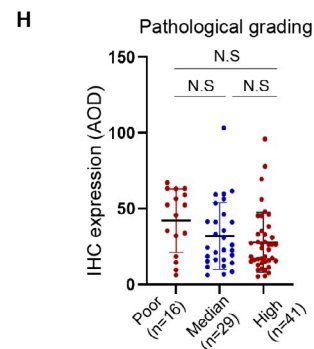 H
Pathological grading
N.S
N.S N.S
IHC expression (AOD)
150
100
50
0
Poor
(n=16)
Median
(n=29)
High
(n=41)